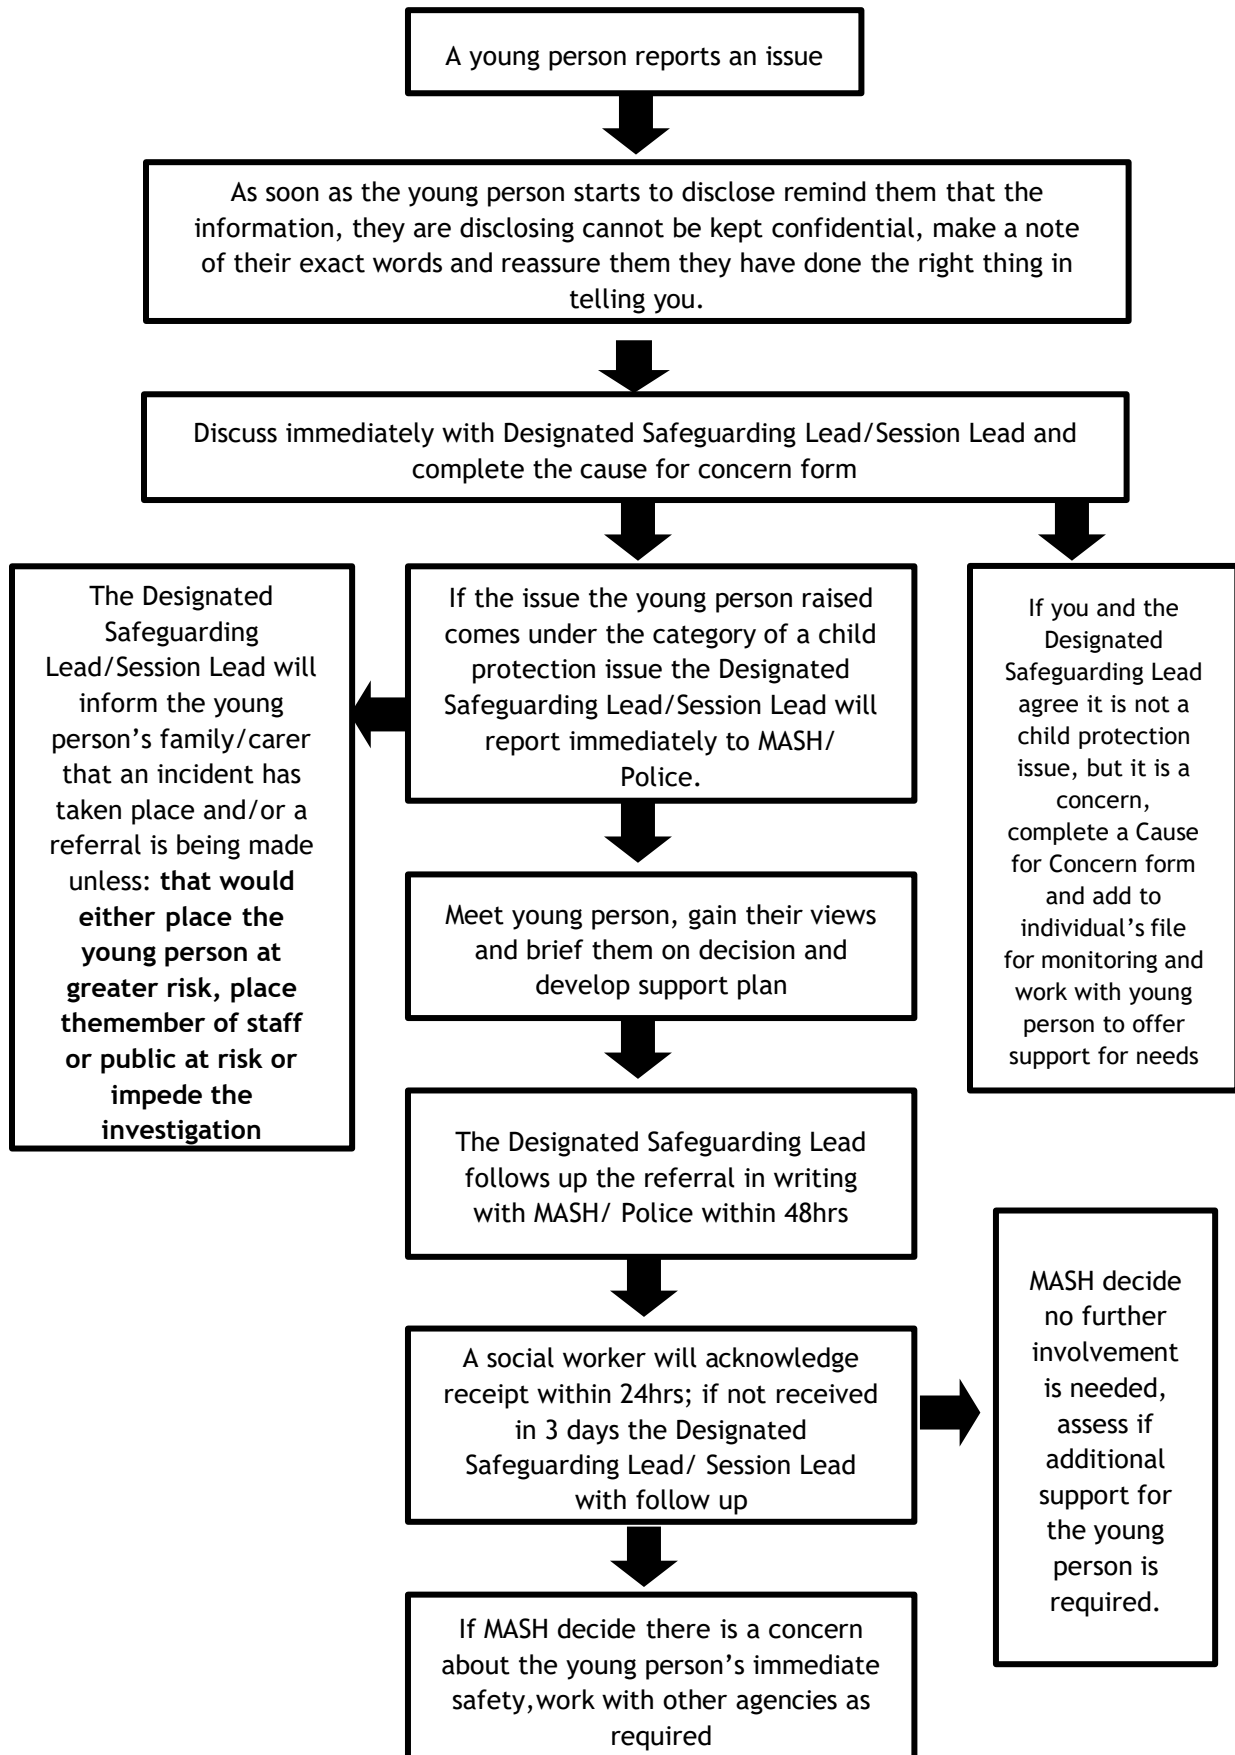 A young person reports an issue
As soon as the young person starts to disclose remind them that the
information, they are disclosing cannot be kept confidential, make a note
of their exact words and reassure them they have done the right thing in
telling you.
Discuss immediately with Designated Safeguarding Lead/Session Lead and
complete the cause for concern form
The Designated
Safeguarding
Lead/Session Lead will
inform the young
person’s family/carer
that an incident has
taken place and/or a
referral is being made
unless: that would
either place the
young person at
greater risk, place
themember of staff
or public at risk or
impede the
investigation
If the issue the young person raised
comes under the category of a child
protection issue the Designated
Safeguarding Lead/Session Lead will
report immediately to MASH/
Police.
If you and the
Designated
Safeguarding Lead
agree it is not a
child protection
issue, but it is a
concern,
complete a Cause
for Concern form
and add to
individual’s file
for monitoring and
work with young
person to offer
support for needs
Meet young person, gain their views
and brief them on decision and
develop support plan
The Designated Safeguarding Lead
follows up the referral in writing
with MASH/ Police within 48hrs
A social worker will acknowledge
receipt within 24hrs; if not received
in 3 days the Designated
Safeguarding Lead/ Session Lead
with follow up
MASH decide
no further
involvement
is needed,
assess if
additional
support for
the young
person is
required.
If MASH decide there is a concern
about the young person’s immediate
safety,work with other agencies as
required